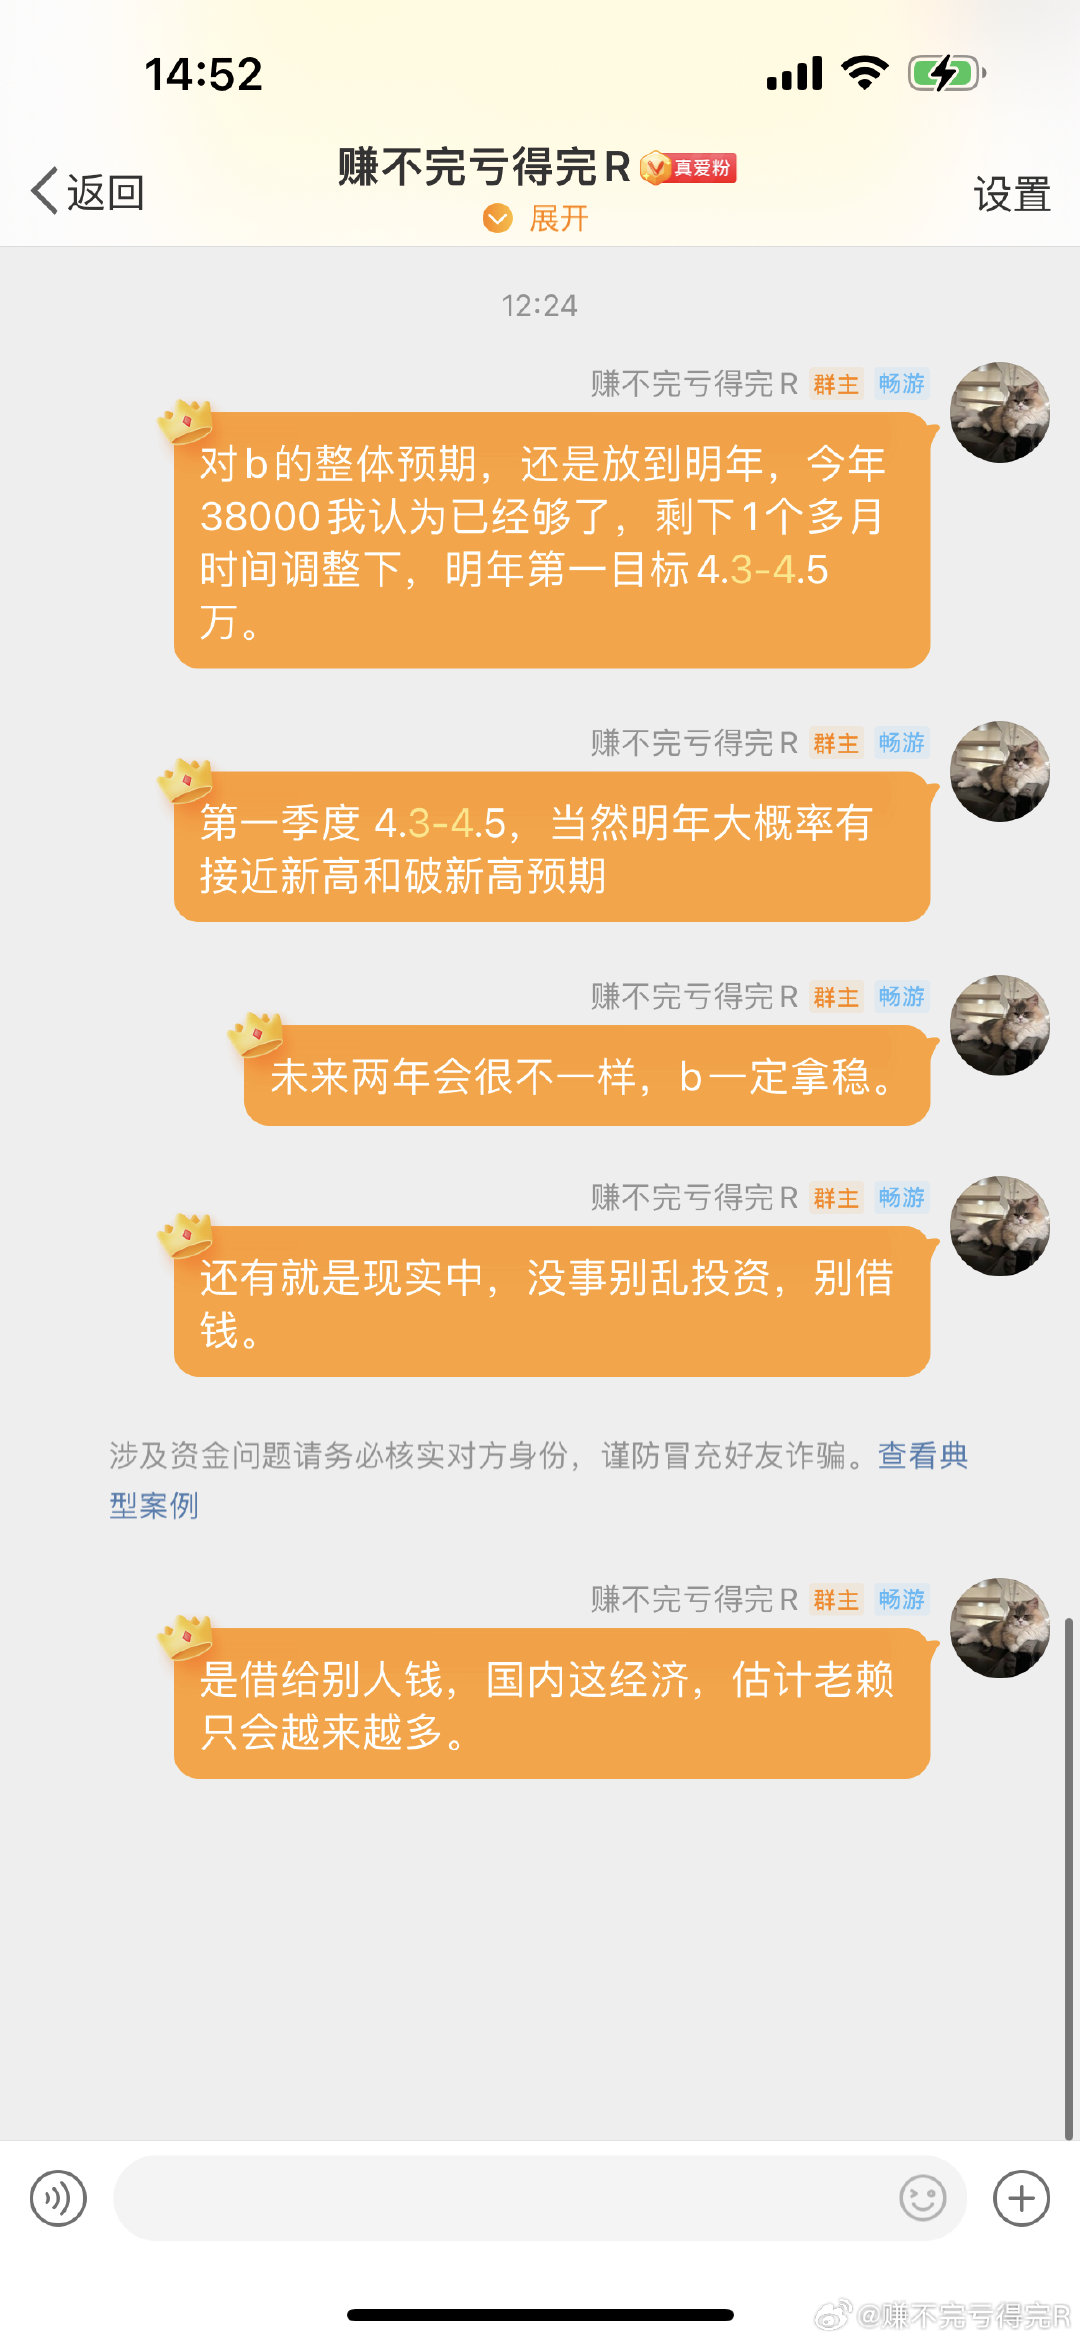 14:52
返回
赚不完亏得完R
真爱粉
展开
设置
12:24
赚不完亏得完R 群主 畅游
对b的整体预期，还是放到明年，今年
38000我认为已经够了，剩下1个多月
时间调整下，明年第一目标4.3-4.5
万。
赚不完亏得完R 群主 畅游
第一季度 4.3-4.5，当然明年大概率有
接近新高和破新高预期
赚不完亏得完R 群主 畅游
未来两年会很不一样，b一定拿稳。
赚不完亏得完R 群主 畅游
还有就是现实中，没事别乱投资，别借
钱。
涉及资金问题请务必核实对方身份，谨防冒充好友诈骗。查看典
型案例
赚不完亏得完R 群主 畅游
是借给别人钱，国内这经济，估计老赖
只会越来越多。
@赚不完亏得完R